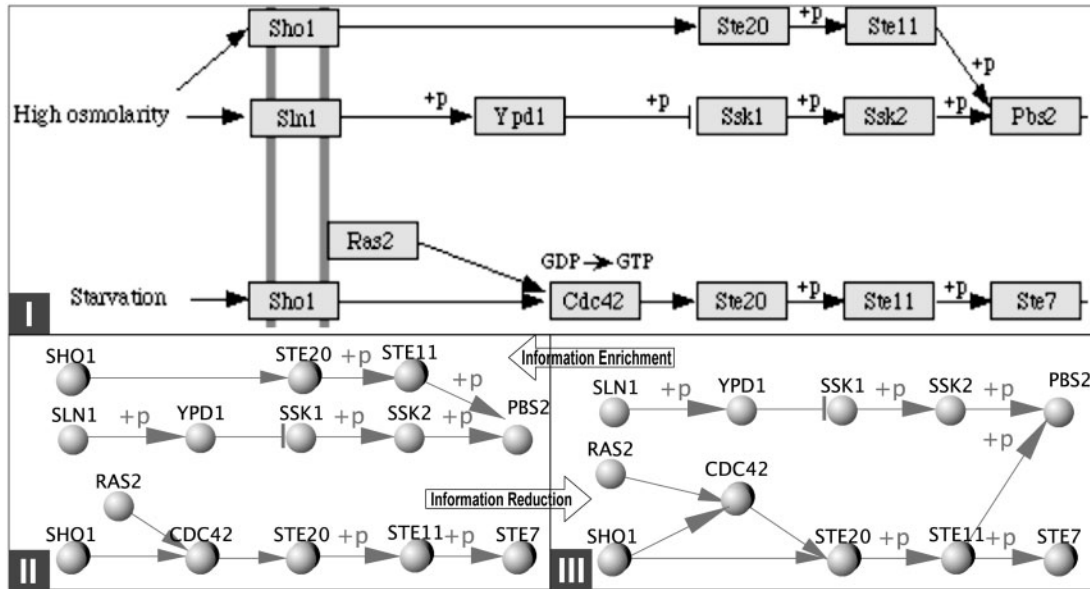 Sho1 Ste20 +p Ste11
+p
High osmolarity Sln1 +p Ypd1 +p Ssk1 +p Ssk2 +p Pbs2
Ras2
GDP GTP
Starvation Sho1 Cdc42 Ste20 +p Ste11 +p Ste7
I
Information Enrichment
SHO1 STE20 +p STE11
+p
SLN1 +p YPD1 SSK1 +p SSK2 +p PBS2
RAS2
SHO1 CDC42 STE20 +p STE11 +p STE7
II
Information Reduction
SLN1 +p YPD1 SSK1 +p SSK2 +p PBS2
+p
RAS2 CDC42
SHO1 STE20 +p STE11 +p STE7
III